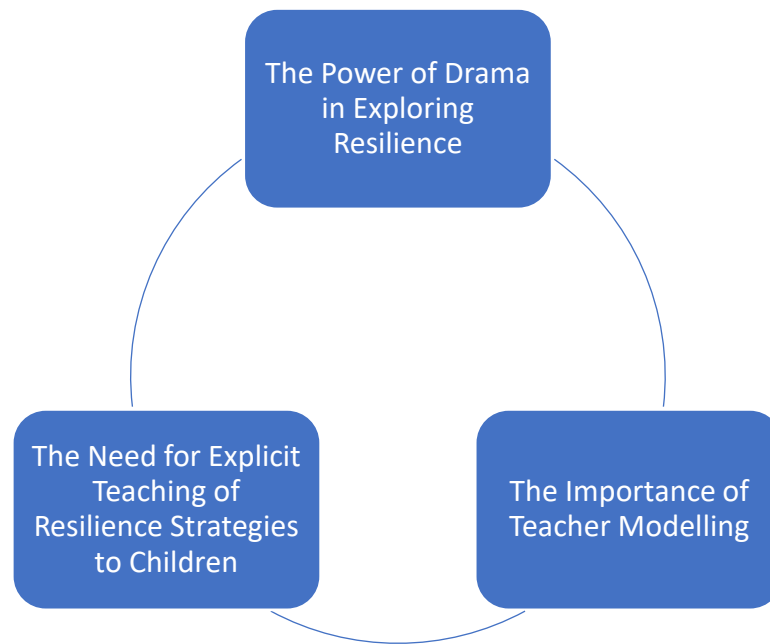 The Power of Drama
in Exploring
Resilience
The Need for Explicit
Teaching of
Resilience Strategies
to Children
The Importance of
Teacher Modelling